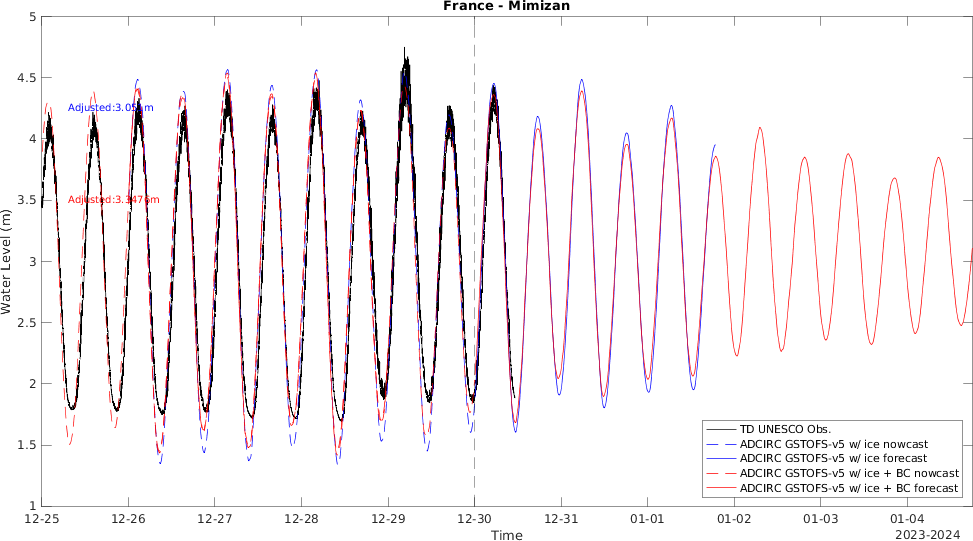 France - Mimizan
5
4.5
4
3.5
3
2.5
2
1.5
1
Water Level (m)
Adjusted:3.3476m
TD UNESCO Obs.
ADCIRC GSTOFS-v5 w/ ice nowcast
ADCIRC GSTOFS-v5 w/ ice forecast
ADCIRC GSTOFS-v5 w/ ice + BC nowcast
ADCIRC GSTOFS-v5 w/ ice + BC forecast
12-25 12-26 12-27 12-28 12-29 12-30 12-31 01-01 01-02 01-03 01-04
Time
2023-2024